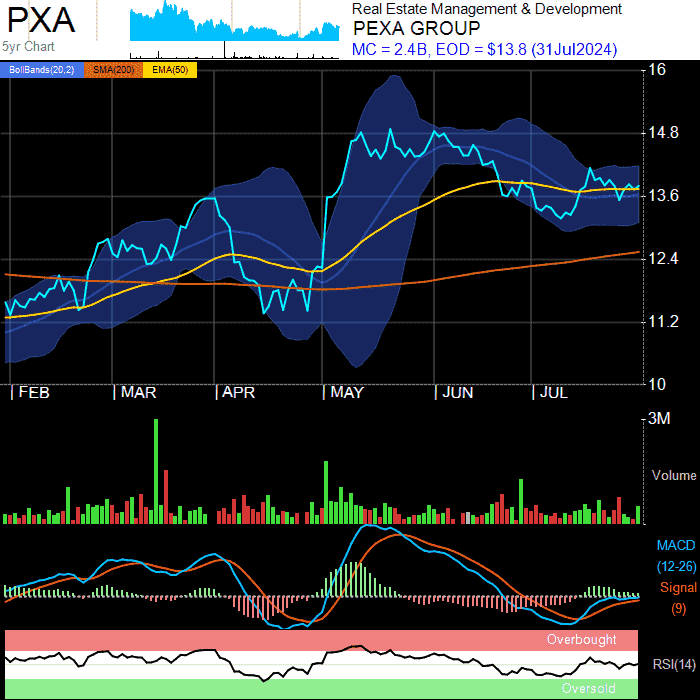 PXA
5yr Chart
Real Estate Management & Development
PEXA GROUP
MC = 2.4B, EOD = $13.8 (31Jul2024)
BollBands(20,2) SMA(200) EMA(50)
16
14.8
13.6
12.4
11.2
10
FEB MAR APR MAY JUN JUL
3M
Volume
MACD
(12-26)
Signal
(9)
Overbought
RSI(14)
Oversold